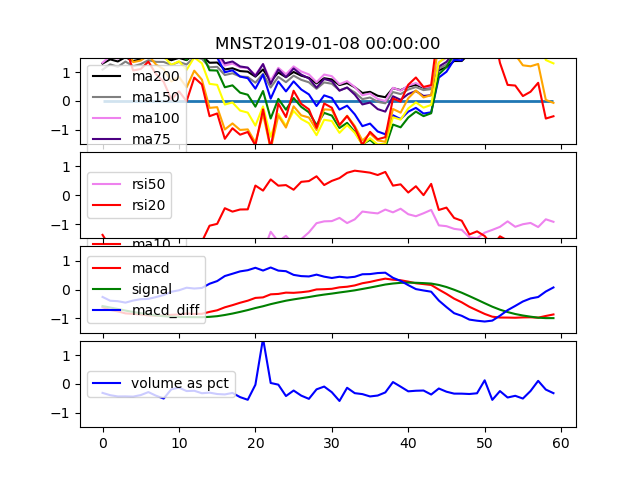 MNST2019-01-08 00:00:00
1
0
−1
ma200
ma150
ma100
ma75
1
0
−1
rsi50
rsi20
ma10
1
0
−1
macd
signal
macd_diff
1
0
−1
volume as pct
0 10 20 30 40 50 60